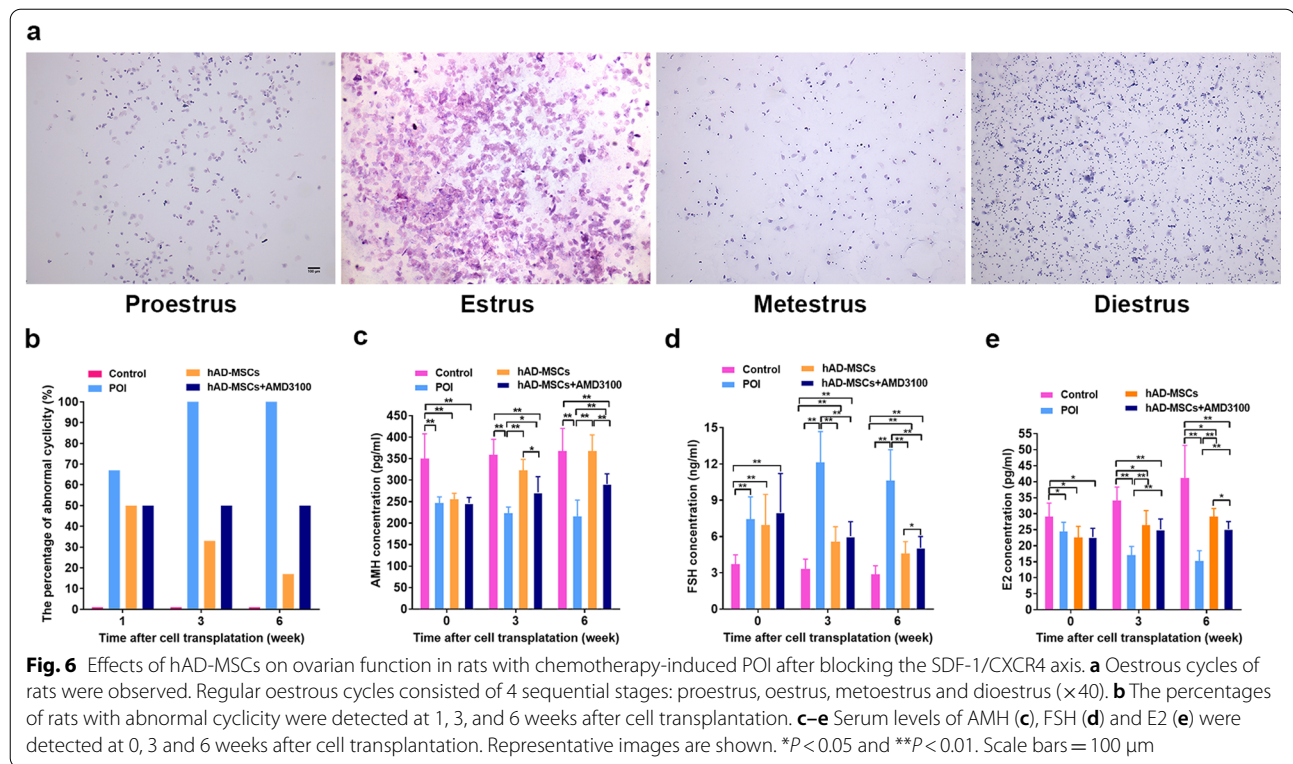 a
100 µm
Proestrus Estrus Metestrus Diestrus
b
Control hAD-MSCs
POI hAD-MSCs+AMD3100
The percentage of abnormal cyclicity (%)
100
90
80
70
60
50
40
30
20
10
0
1 3 6
Time after cell transplatation (week)
c
Control hAD-MSCs
POI hAD-MSCs+AMD3100
AMH concentration (pg/ml)
450
400
350
300
250
200
150
100
50
0
** ** **
** * **
** ** * **
** ** ** **
*
0 3 6
Time after cell transplatation (week)
d
Control hAD-MSCs
POI hAD-MSCs+AMD3100
FSH concentration (ng/ml)
15
12
9
6
3
0
** ** **
** ** **
** ** ** **
** ** **
*
0 3 6
Time after cell transplatation (week)
e
Control hAD-MSCs
POI hAD-MSCs+AMD3100
E2 concentration (pg/ml)
55
50
45
40
35
30
25
20
15
10
5
0
* ** **
* * * *
** ** ** **
** **
*
0 3 6
Time after cell transplatation (week)
Fig. 6 Effects of hAD-MSCs on ovarian function in rats with chemotherapy-induced POI after blocking the SDF-1/CXCR4 axis. a Oestrous cycles of
rats were observed. Regular oestrous cycles consisted of 4 sequential stages: proestrus, oestrus, metoestrus and dioestrus (×40). b The percentages
of rats with abnormal cyclicity were detected at 1, 3, and 6 weeks after cell transplantation. c–e Serum levels of AMH (c), FSH (d) and E2 (e) were
detected at 0, 3 and 6 weeks after cell transplantation. Representative images are shown. *P < 0.05 and **P < 0.01. Scale bars = 100 µm